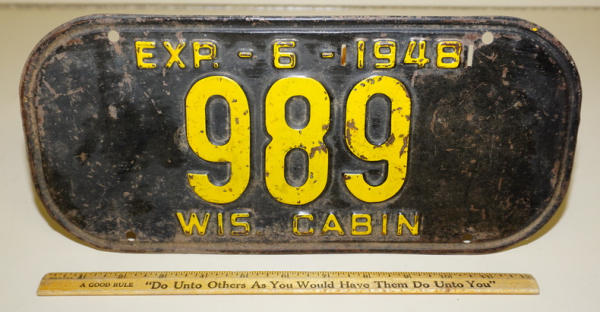 EXP. - 6 - 1948
989
WIS CABIN
A GOOD RULE "Do Unto Others As You Would Have Them Do Unto You"